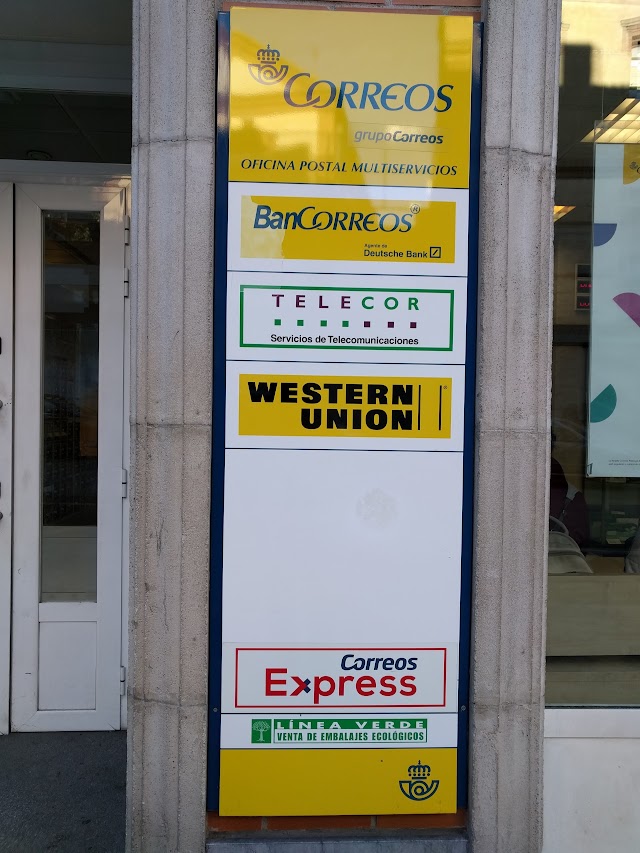 CORREOS
grupoCorreos
OFICINA POSTAL MULTISERVICIOS
BanCORREOS®
Agente de
Deutsche Bank
TELECOR
Servicios de Telecomunicaciones
WESTERN
UNION
Correos
Express
LÍNEA VERDE
VENTA DE EMBALAJES ECOLÓGICOS